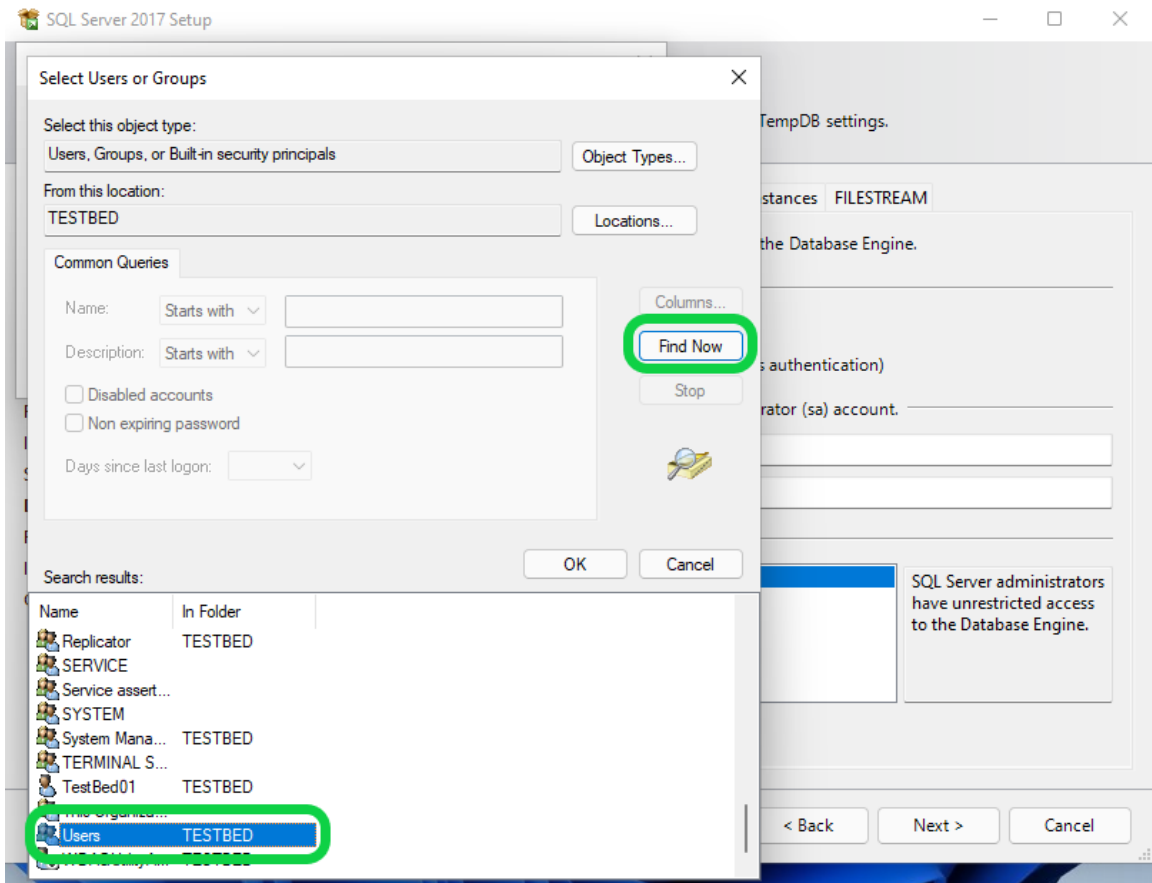 SQL Server 2017 Setup
Select Users or Groups
Select this object type:
Users, Groups, or Built-in security principals
Object Types...
From this location:
TESTBED
Locations...
Common Queries
Name:
Starts with
Description:
Starts with
Disabled accounts
Non expiring password
Days since last logon:
Columns...
Find Now
Stop
OK
Cancel
Search results:
Name In Folder
Replicator TESTBED
SERVICE
Service assert...
SYSTEM
System Mana... TESTBED
TERMINAL S...
TestBed01 TESTBED
This Organiza...
Users TESTBED
TESTBED
TempDB settings.
stances FILESTREAM
the Database Engine.
s authentication)
rator (sa) account.
SQL Server administrators
have unrestricted access
to the Database Engine.
< Back
Next >
Cancel